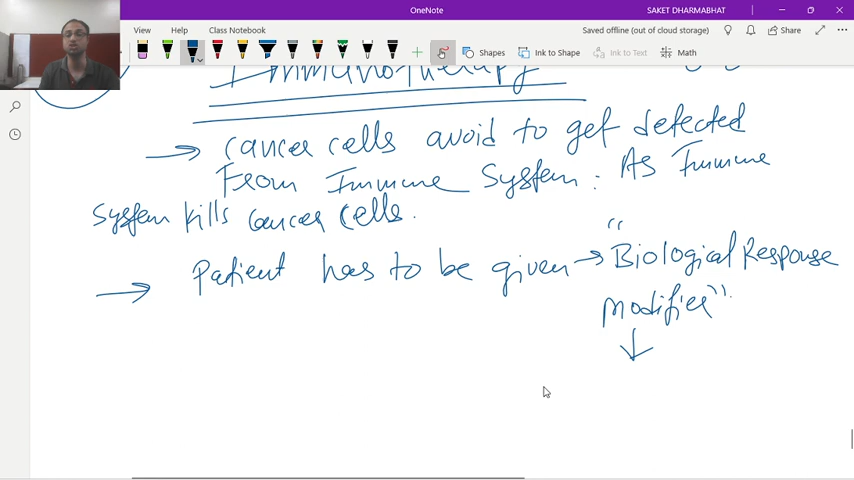 OneNote
SAKET DHARMABHAT
View Help Class Notebook
Saved offline (out of cloud storage)
Share
Shapes
Ink to Shape
Ink to Text
Math
Immunotherapy
→ Cancer cells avoid to get detected
From Immune System: As Immune
System kills cancer cells.
→ Patient has to be given → "Biological Response
Modifier".
↓